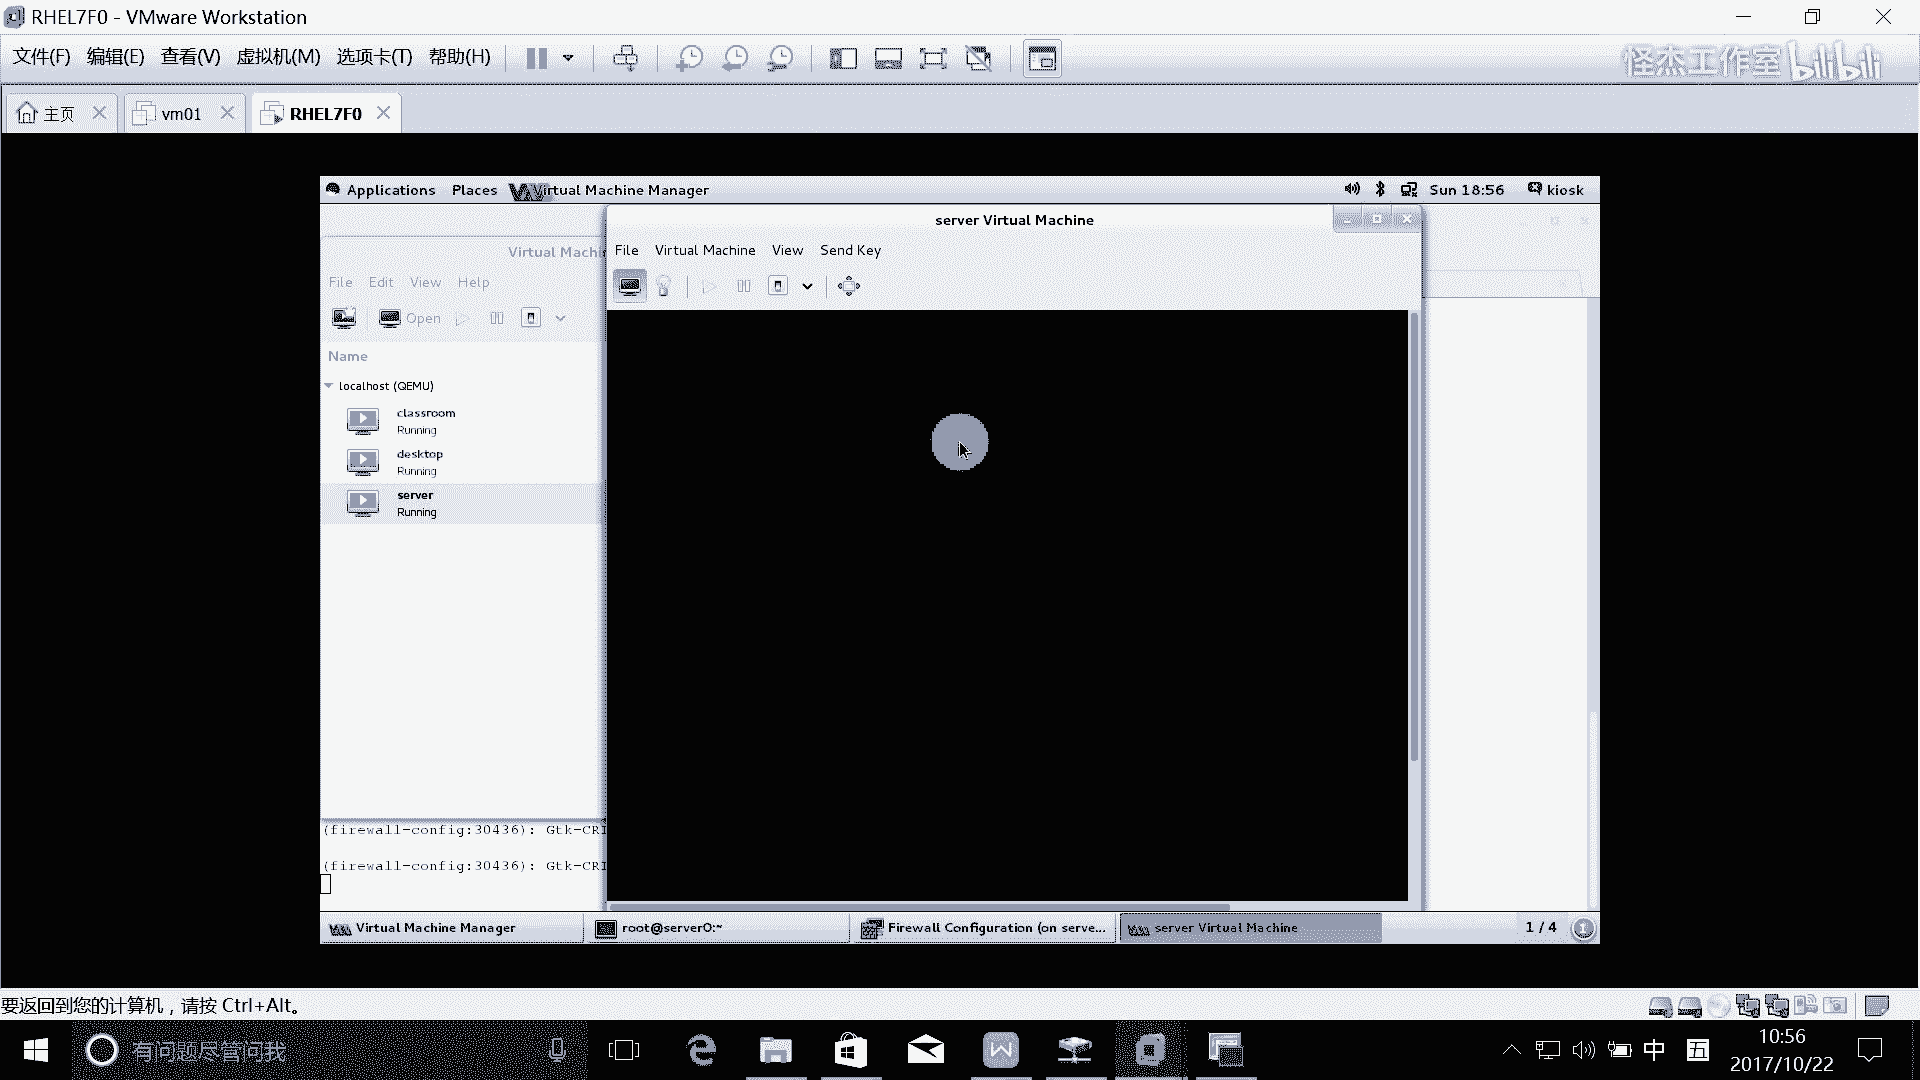 RHEL7F0 - VMware Workstation
文件(F) 编辑(E) 查看(V) 虚拟机(M) 选项卡(T) 帮助(H)
怪杰工作室 bilibili
主页 vm01 RHEL7F0
Applications Places Virtual Machine Manager Sun 18:56 kiosk
server Virtual Machine
File Virtual Machine View Send Key
Virtual Machi
File Edit View Help
Open
Name
localhost (QEMU)
classroom
Running
desktop
Running
server
Running
(firewall-config:30436): Gtk-CRI
(firewall-config:30436): Gtk-CRI
Virtual Machine Manager root@server0:~ Firewall Configuration (on serve... server Virtual Machine 1 / 4
要返回到您的计算机，请按 Ctrl+Alt。
有问题尽管问我
中 五 10:56
2017/10/22